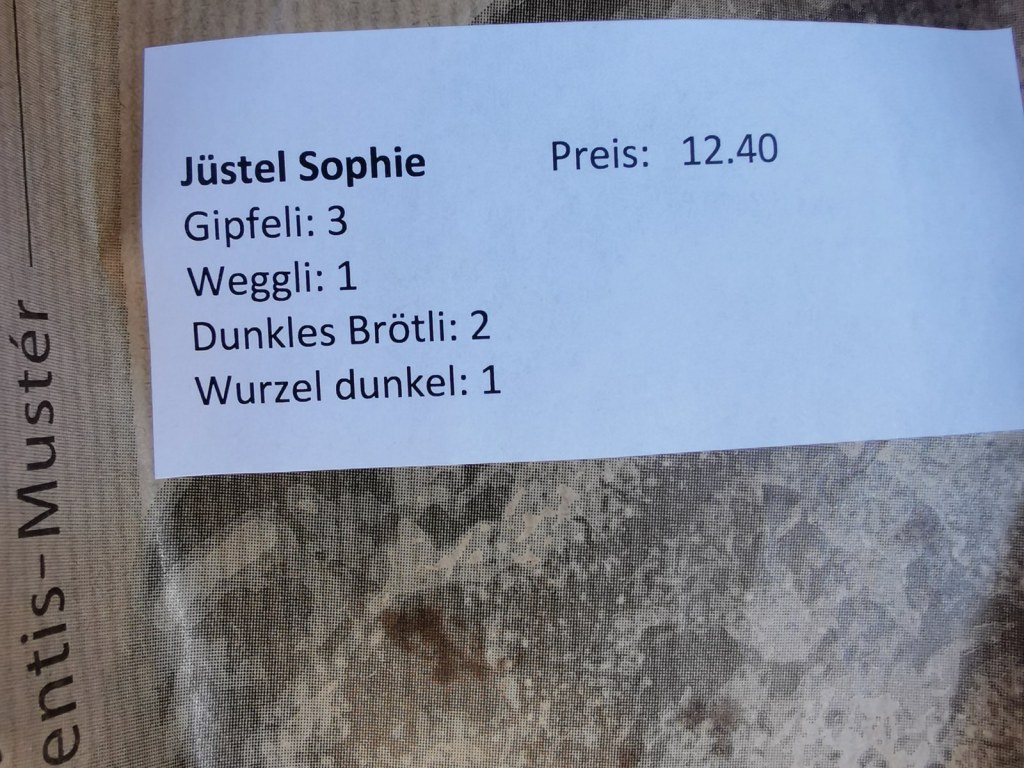 Jüstel Sophie Preis: 12.40
Gipfeli: 3
Weggli: 1
Dunkles Brötli: 2
Wurzel dunkel: 1
entis-Mustér